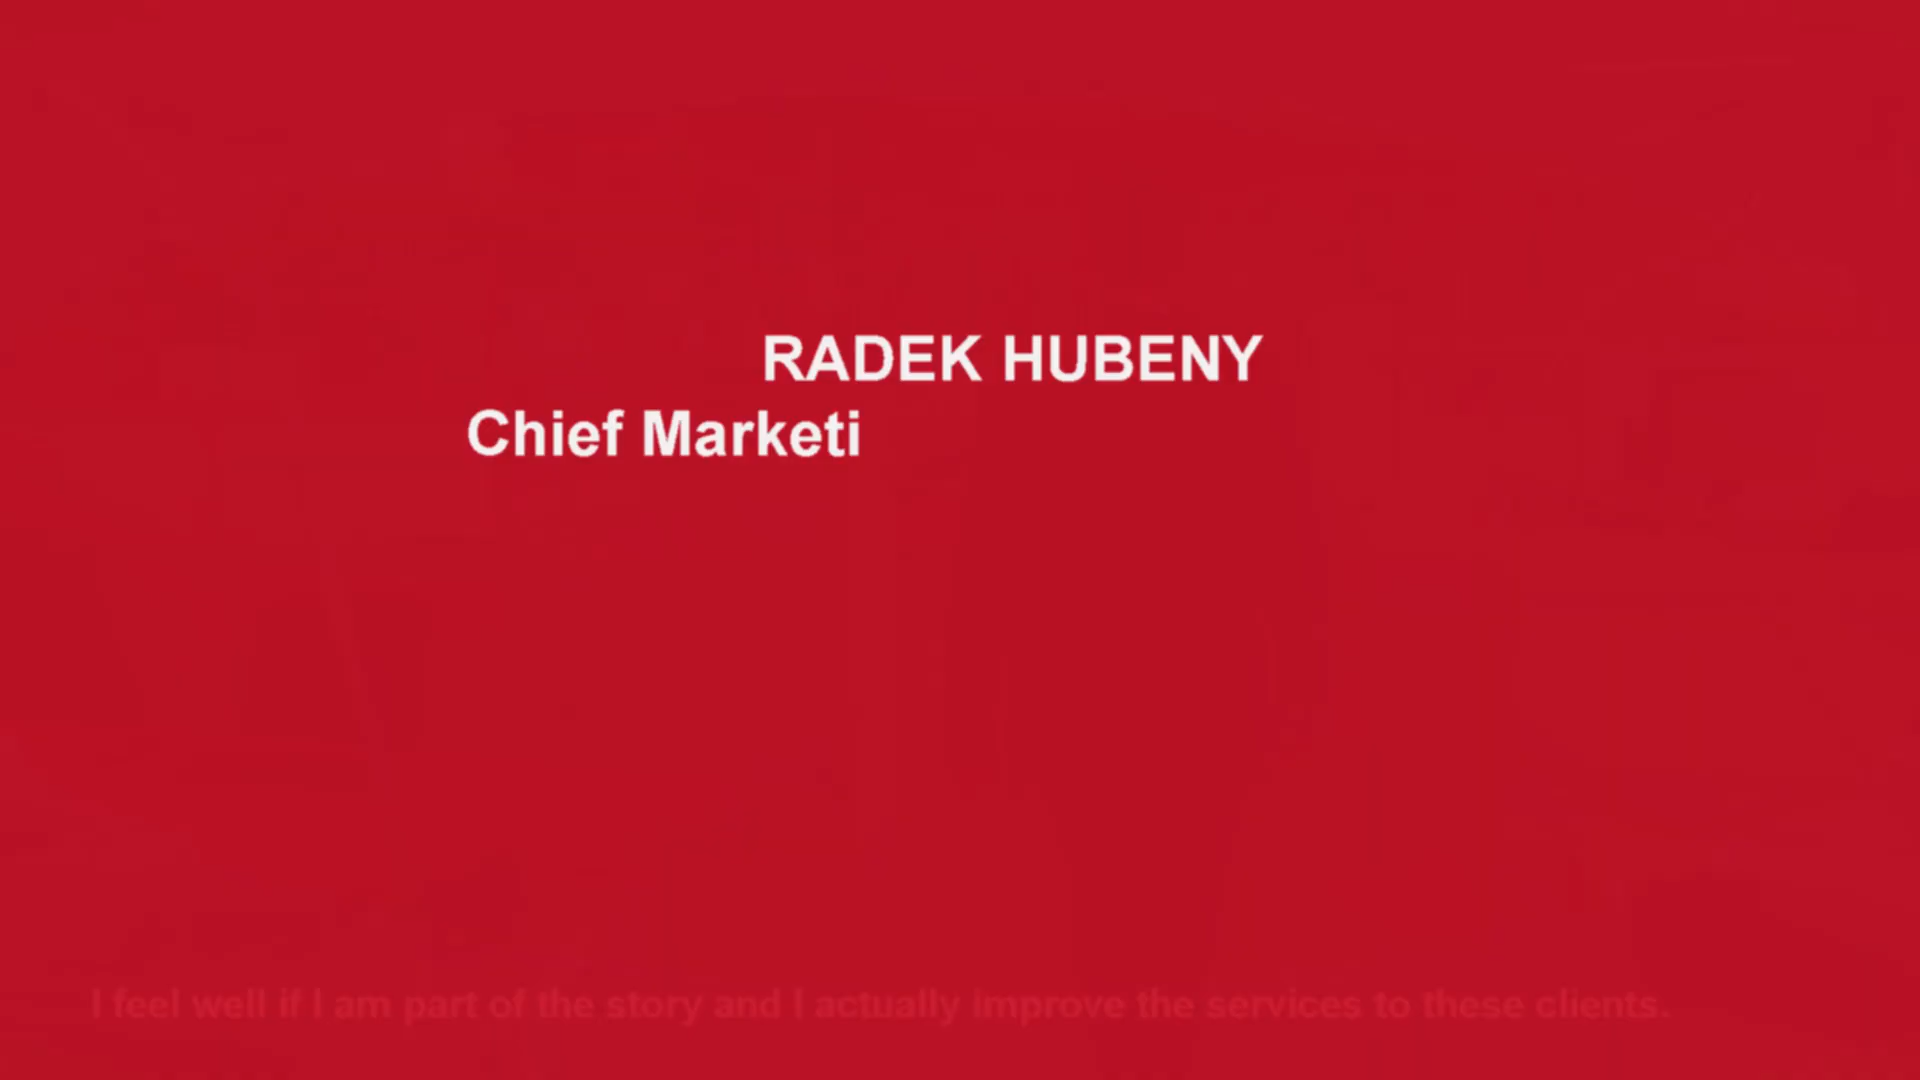 RADEK HUBENY
Chief Marketi
I feel well if I am part of the story and I actually improve the services to these clients.